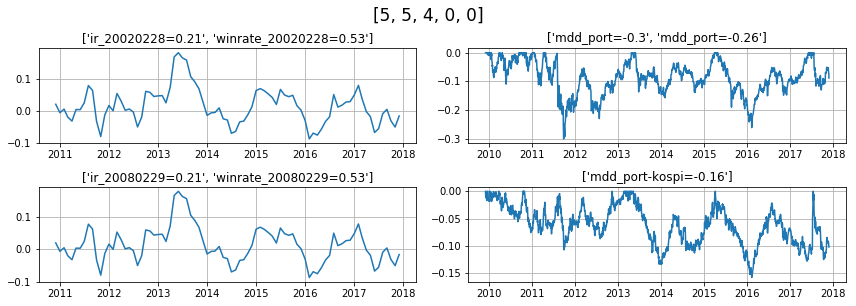 [5, 5, 4, 0, 0]
['ir_20020228=0.21', 'winrate_20020228=0.53']
0.1
0.0
−0.1
2011 2012 2013 2014 2015 2016 2017 2018
['mdd_port=-0.3', 'mdd_port=-0.26']
0.0
−0.1
−0.2
−0.3
2010 2011 2012 2013 2014 2015 2016 2017 2018
['ir_20080229=0.21', 'winrate_20080229=0.53']
0.1
0.0
−0.1
2011 2012 2013 2014 2015 2016 2017 2018
['mdd_port-kospi=-0.16']
0.00
−0.05
−0.10
−0.15
2010 2011 2012 2013 2014 2015 2016 2017 2018